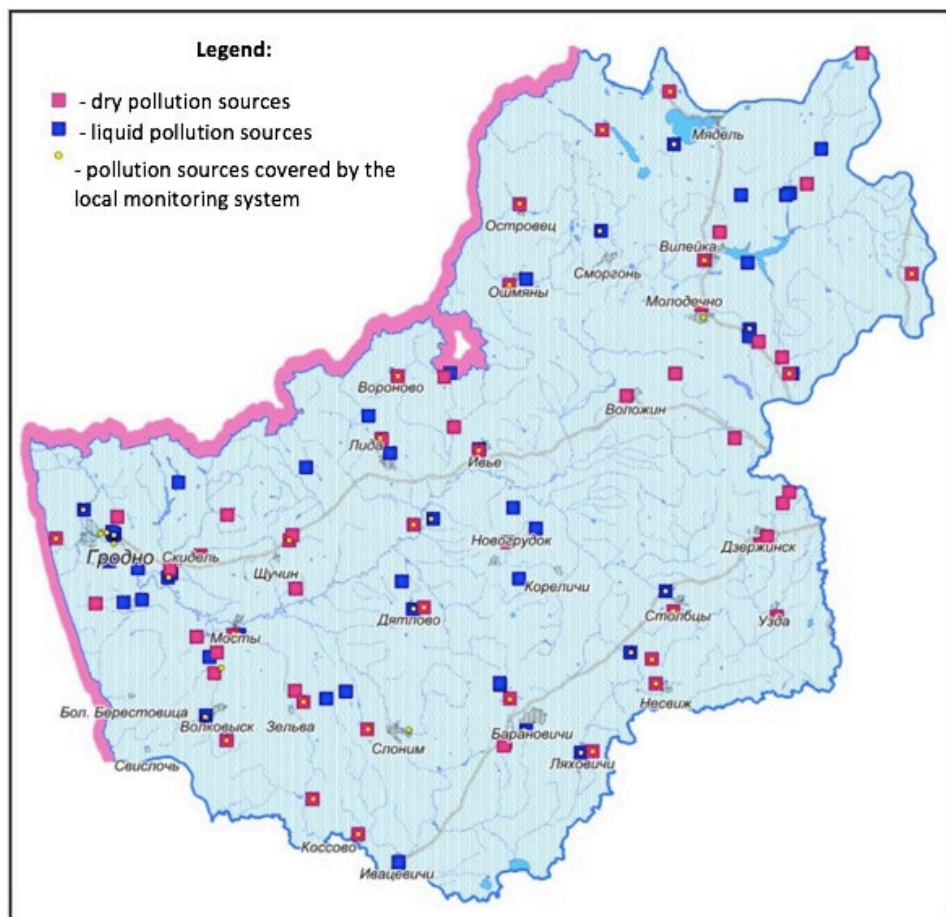 Legend:
- dry pollution sources
- liquid pollution sources
- pollution sources covered by the
local monitoring system
Мядель
Островец
Вилейка
Сморгонь
Ошмяны
Молодечно
Вороново
Воложин
Лида
Ивье
Новогрудок
Дзержинск
Гродно
Скидель
Щучин
Кореличи
Столбцы
Узда
Дятлово
Мосты
Несвиж
Бол. Берестовица
Волковыск
Зельва
Барановичи
Слоним
Ляховичи
Свислочь
Коссово
Ивацевичи